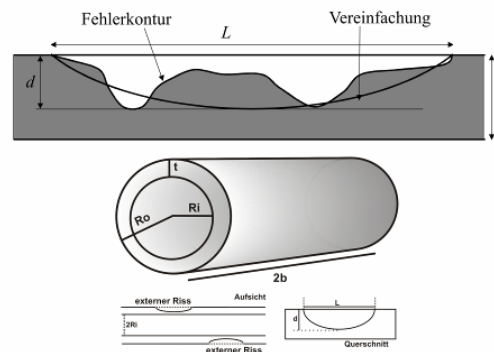 Fehlerkontur
L
Vereinfachung
d
t
Ro
Ri
2b
externer Riss
Aufsicht
2Ri
externer Riss
L
d
Querschnitt